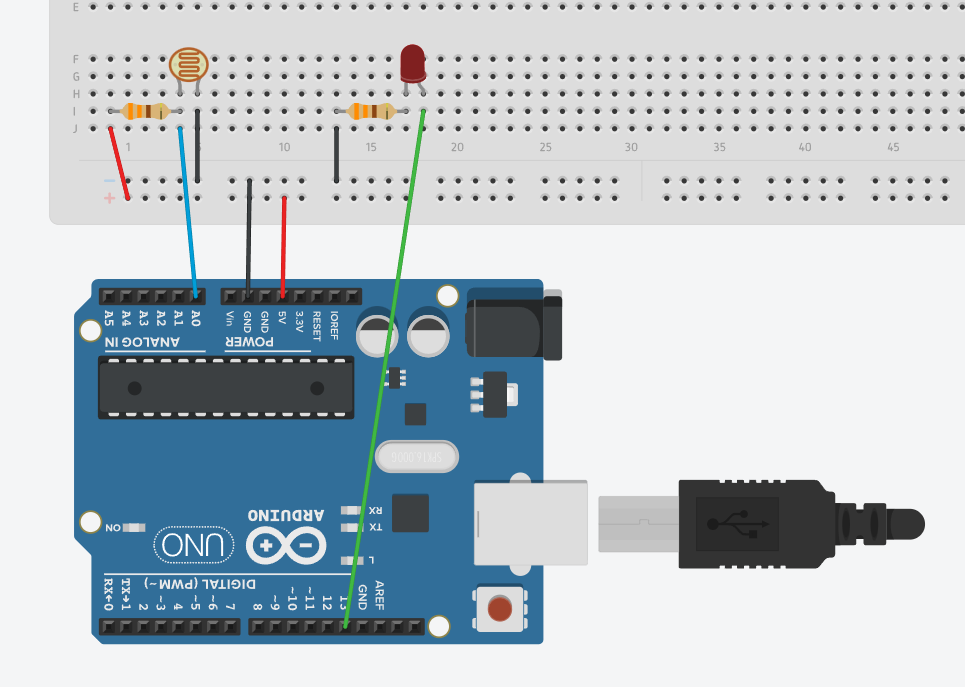 E
F
G
H
I
J
1 5 10 15 20 25 30 35 40 45
−
+
A5 A4 A3 A2 A1 A0 Vin GND GND 5V 3.3V RESET IOREF
ANALOG IN POWER
SPK16.000G
RX
TX
ON
ARDUINO
UNO
L
DIGITAL (PWM ~)
RX←0 TX→1 2 ~3 4 ~5 ~6 7 8 ~9 ~10 ~11 12 13 GND AREF